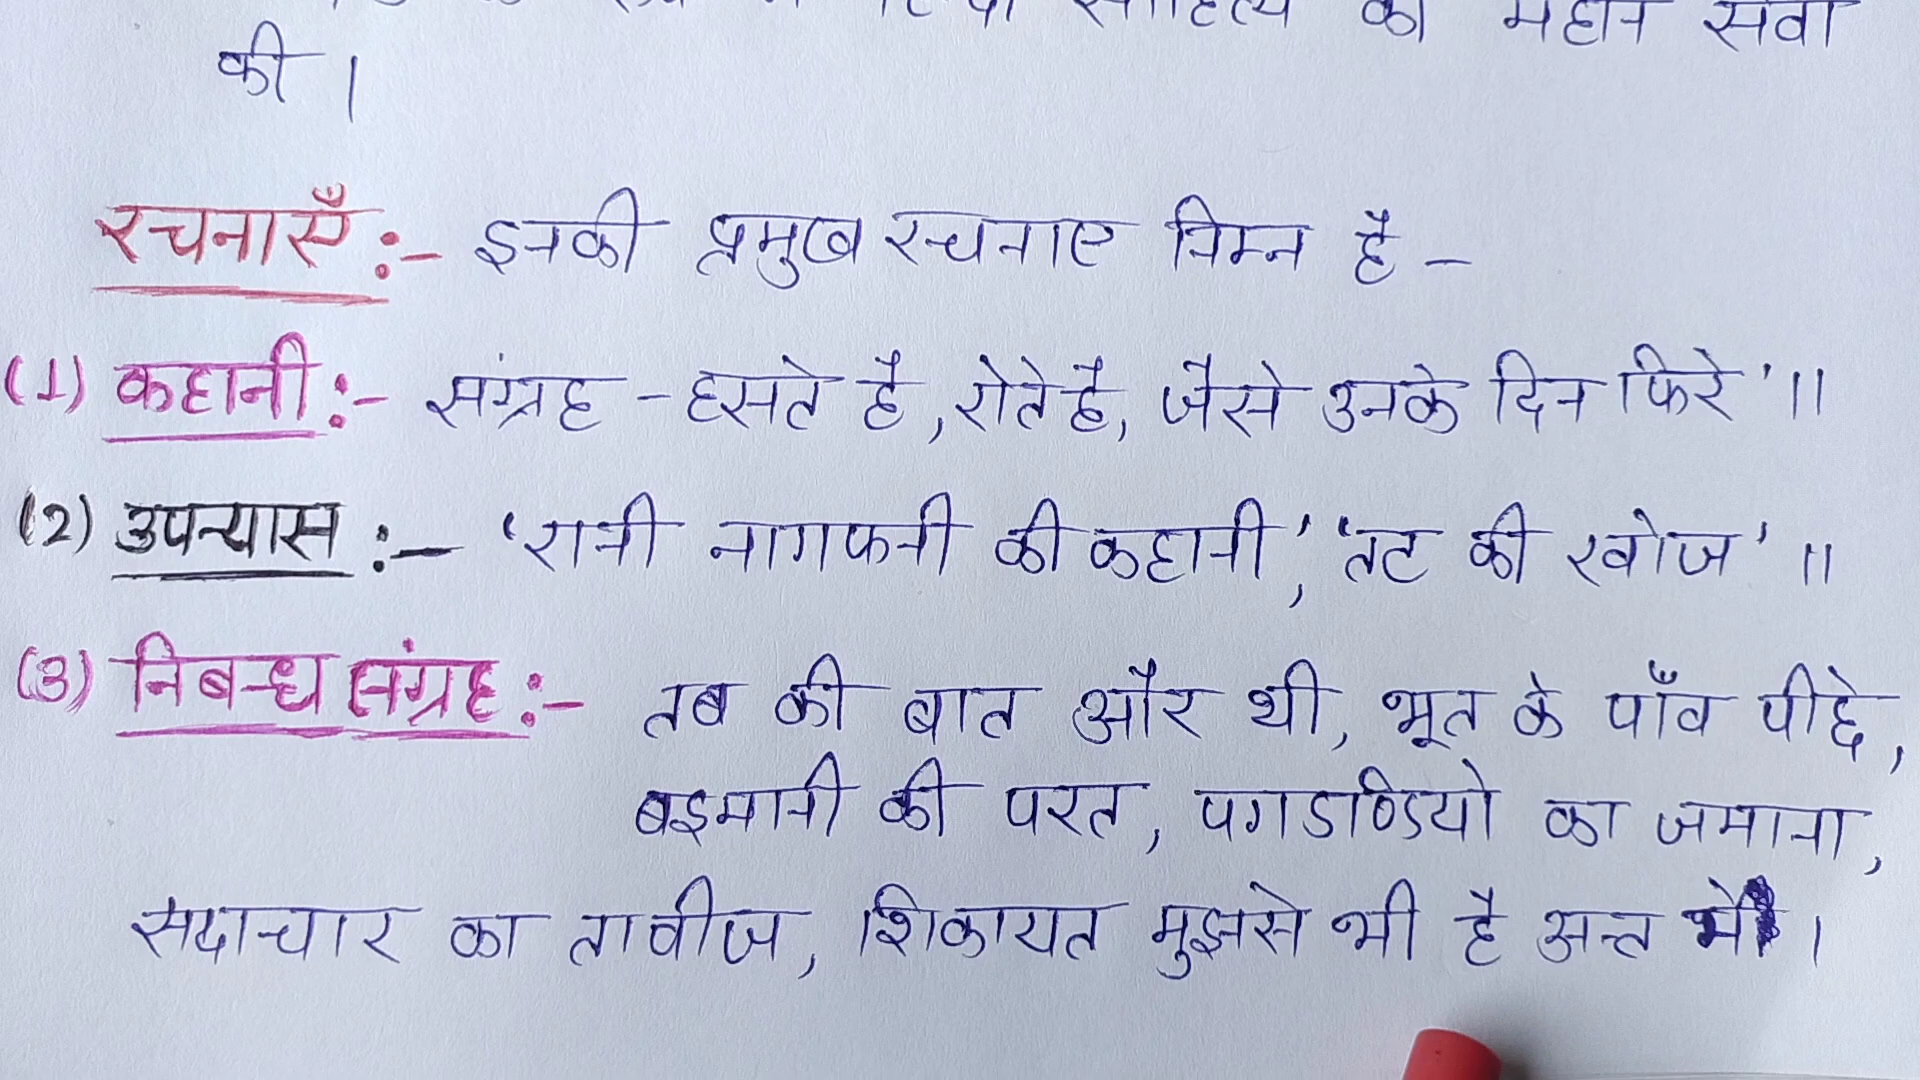 हिन्दी साहित्य की महान सेवा
की।
रचनाएँ:- इनकी प्रमुख रचनाए निम्न है -
(1) कहानी:- संग्रह - हसते है, रोते है, जैसे उनके दिन फिरे'॥
(2) उपन्यास:- 'रानी नागफनी की कहानी,' 'तट की खोज'॥
(3) निबन्ध संग्रह:- तब की बात और थी, भूत के पाँव पीछे,
बइमानी की परत, पगडण्डियो का जमाना,
सदाचार का तावीज, शिकायत मुझसे भी है अन्त मे।